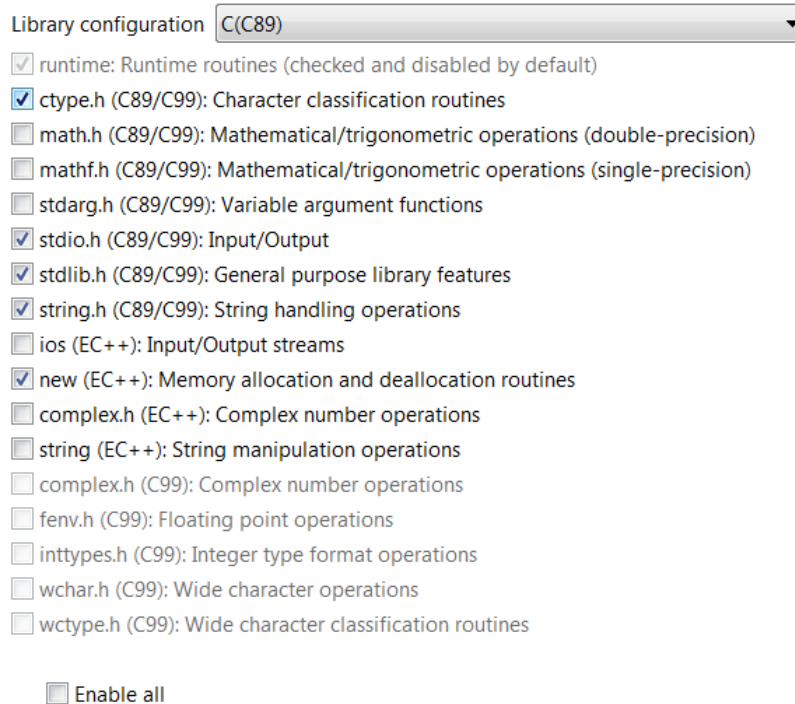 Library configuration C(C89)
runtime: Runtime routines (checked and disabled by default)
ctype.h (C89/C99): Character classification routines
math.h (C89/C99): Mathematical/trigonometric operations (double-precision)
mathf.h (C89/C99): Mathematical/trigonometric operations (single-precision)
stdarg.h (C89/C99): Variable argument functions
stdio.h (C89/C99): Input/Output
stdlib.h (C89/C99): General purpose library features
string.h (C89/C99): String handling operations
ios (EC++): Input/Output streams
new (EC++): Memory allocation and deallocation routines
complex.h (EC++): Complex number operations
string (EC++): String manipulation operations
complex.h (C99): Complex number operations
fenv.h (C99): Floating point operations
inttypes.h (C99): Integer type format operations
wchar.h (C99): Wide character operations
wctype.h (C99): Wide character classification routines
Enable all